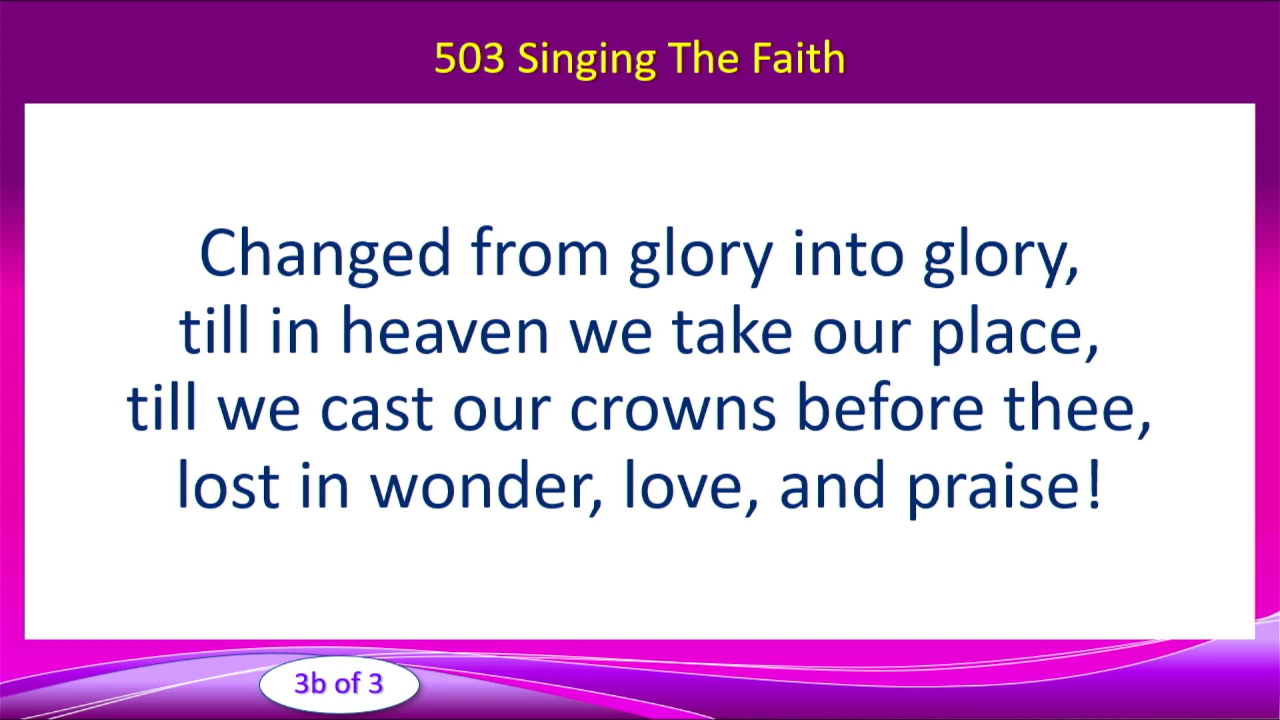 503 Singing The Faith
Changed from glory into glory,
till in heaven we take our place,
till we cast our crowns before thee,
lost in wonder, love, and praise!
3b of 3